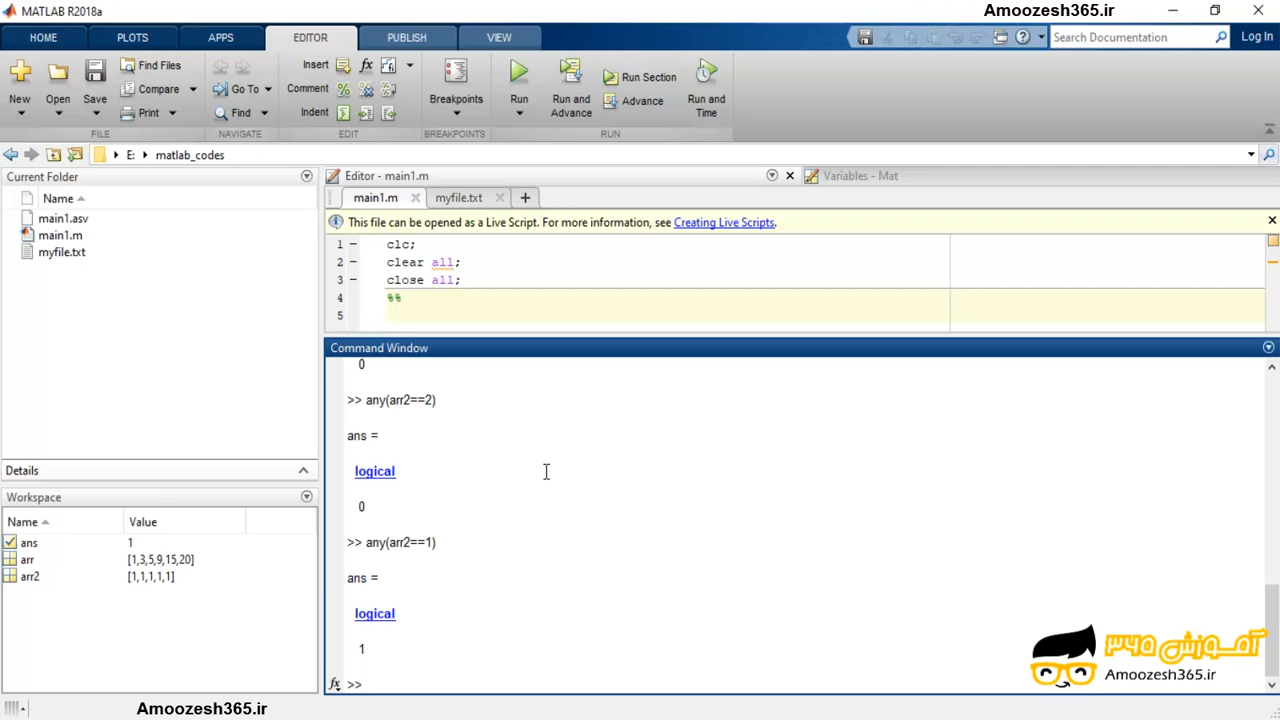 MATLAB R2018a
Amoozesh365.ir
HOME PLOTS APPS EDITOR PUBLISH VIEW
Search Documentation
Log In
New Open Save
Find Files
Compare
Print
FILE
Go To
Find
NAVIGATE
Insert
Comment
Indent
EDIT
Breakpoints
BREAKPOINTS
Run
Run and Advance
Run Section
Advance
Run and Time
RUN
E: matlab_codes
Current Folder
Name
main1.asv
main1.m
myfile.txt
Details
Workspace
Name Value
ans 1
arr [1,3,5,9,15,20]
arr2 [1,1,1,1,1]
Editor - main1.m
Variables - Mat
main1.m myfile.txt
This file can be opened as a Live Script. For more information, see Creating Live Scripts.
1 clc;
2 clear all;
3 close all;
4 %%
5
Command Window
0
>> any(arr2==2)
ans =
logical
0
>> any(arr2==1)
ans =
logical
1
fx >>
آموزش ۳۶۵
Amoozesh365.ir
Amoozesh365.ir